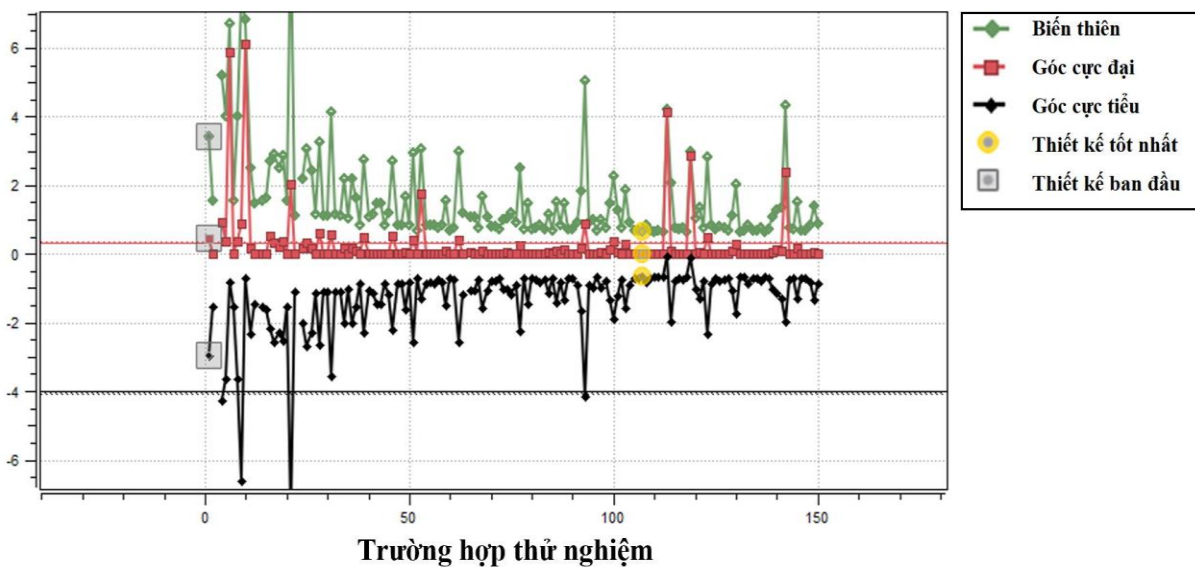 6
4
2
0
-2
-4
-6
0 50 100 150
Trường hợp thử nghiệm
Biến thiên
Góc cực đại
Góc cực tiểu
Thiết kế tốt nhất
Thiết kế ban đầu